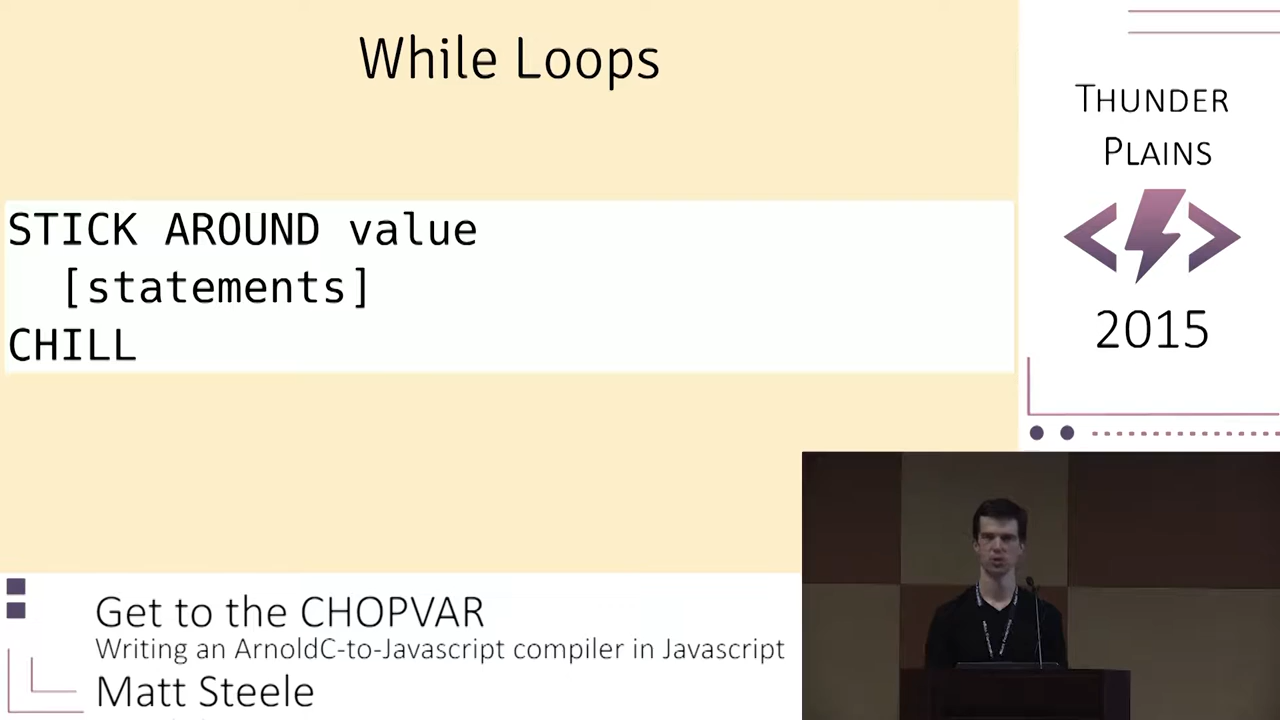 While Loops
STICK AROUND value
[statements]
CHILL
THUNDER
PLAINS
2015
Get to the CHOPVAR
Writing an ArnoldC-to-Javascript compiler in Javascript
Matt Steele